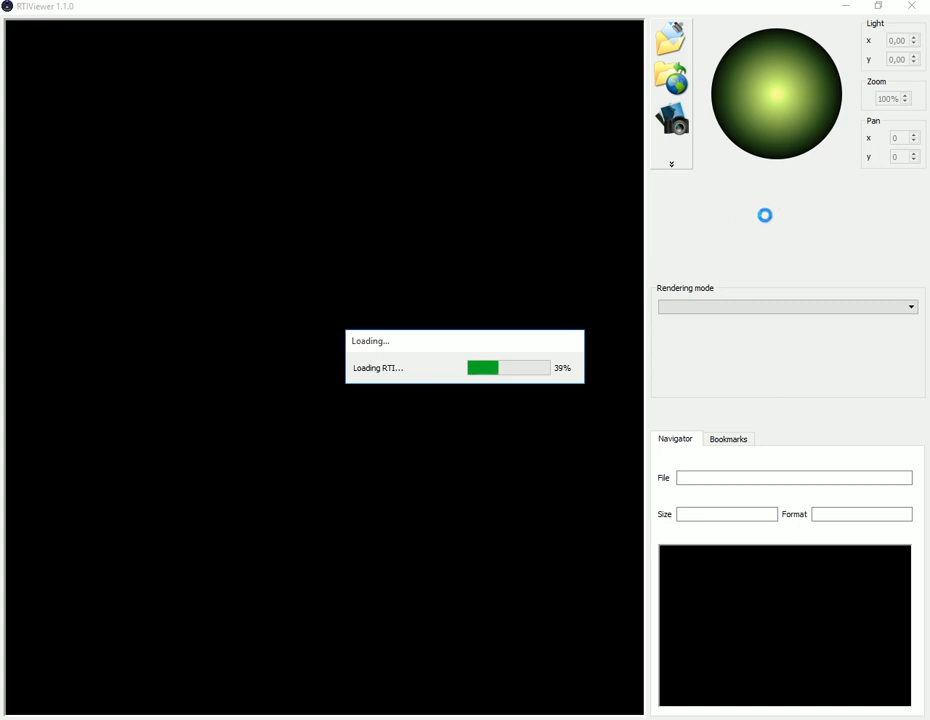 RTIViewer 1.1.0
Light
x 0,00
y 0,00
Zoom
100%
Pan
x 0
y 0
Rendering mode
Loading...
Loading RTI... 39%
Navigator Bookmarks
File
Size Format